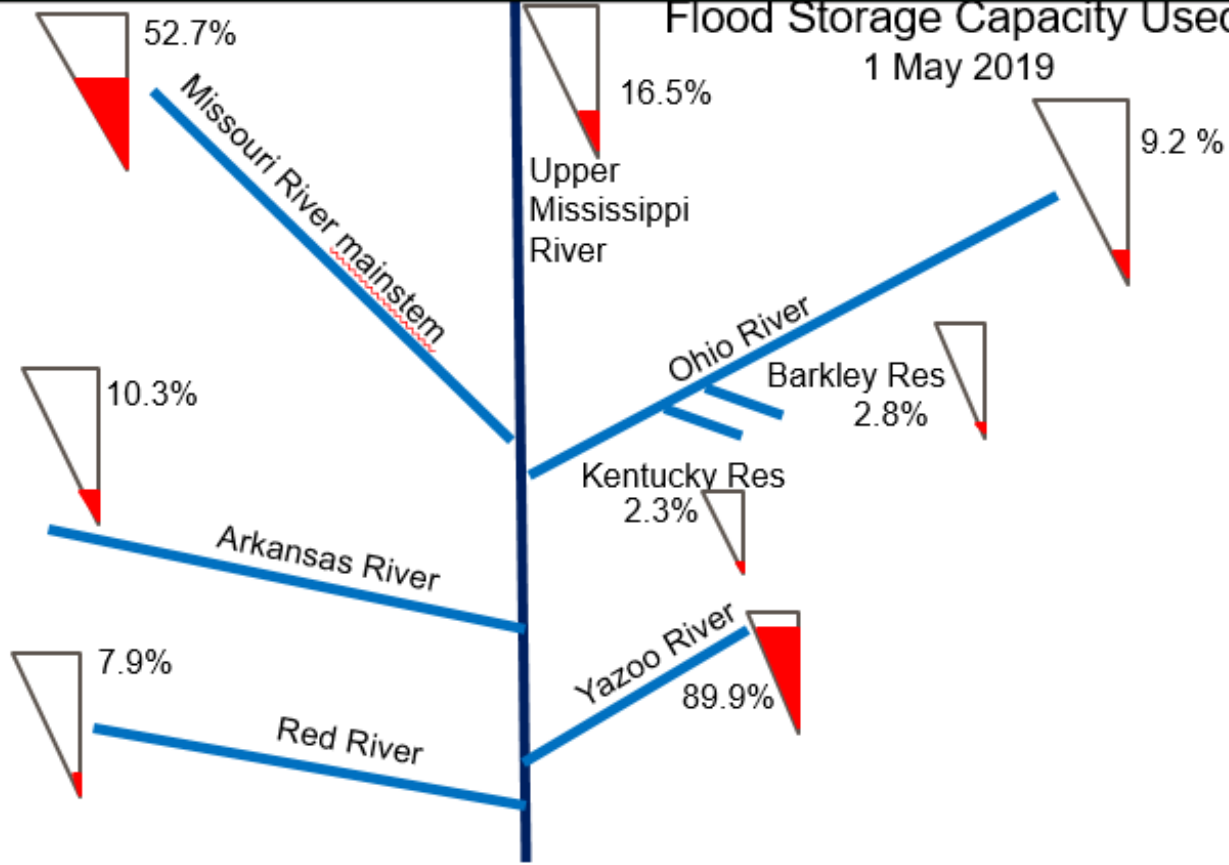 Flood Storage Capacity Used
1 May 2019
52.7%
16.5%
9.2 %
Missouri River mainstem
Upper
Mississippi
River
Ohio River
Barkley Res
2.8%
10.3%
Kentucky Res
2.3%
Arkansas River
Yazoo River
89.9%
7.9%
Red River